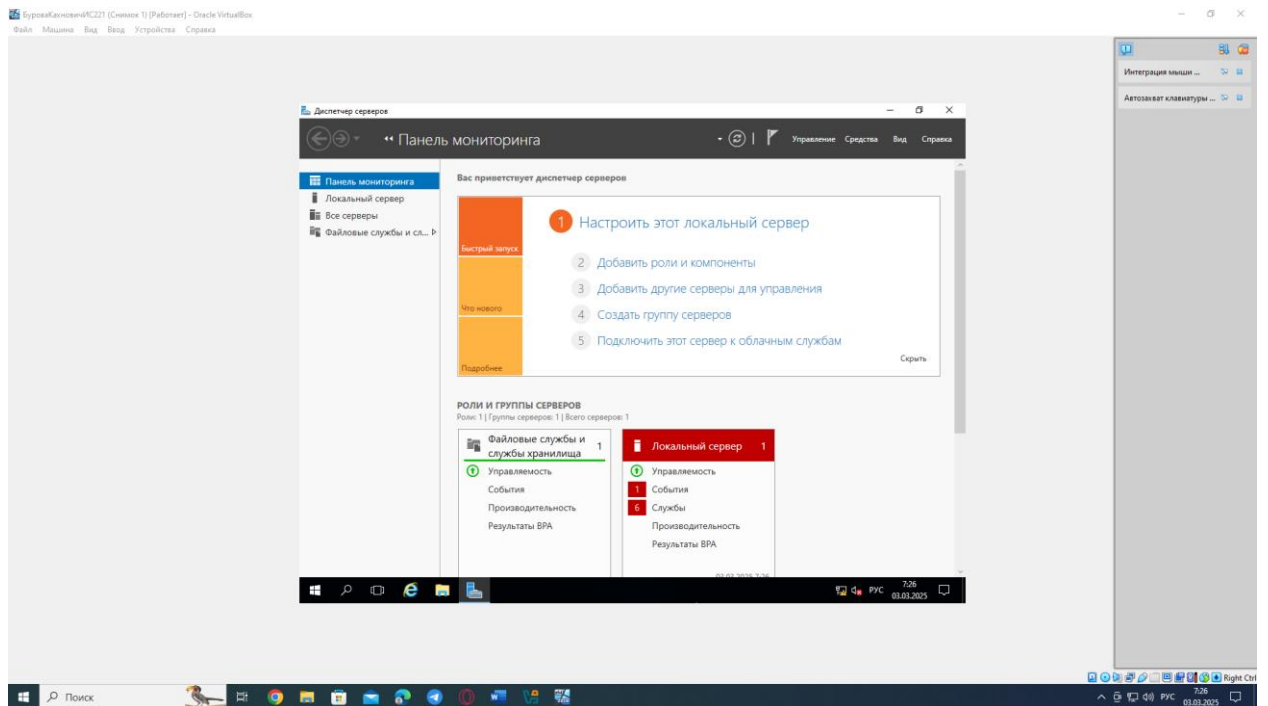 БуроваКахновичИС221 (Снимок 1) [Работает] - Oracle VirtualBox
Файл Машина Вид Ввод Устройства Справка
Интеграция мыши ...
Автозахват клавиатуры ...
Диспетчер серверов
Панель мониторинга
Управление Средства Вид Справка
Панель мониторинга
Локальный сервер
Все серверы
Файловые службы и сл...
Вас приветствует диспетчер серверов
Быстрый запуск
Что нового
Подробнее
1 Настроить этот локальный сервер
2 Добавить роли и компоненты
3 Добавить другие серверы для управления
4 Создать группу серверов
5 Подключить этот сервер к облачным службам
Скрыть
РОЛИ И ГРУППЫ СЕРВЕРОВ
Роли: 1 | Группы серверов: 1 | Всего серверов: 1
Файловые службы и службы хранилища 1
Управляемость
События
Производительность
Результаты BPA
Локальный сервер 1
Управляемость
1 События
6 Службы
Производительность
Результаты BPA
03.03.2025 7:26
РУС 7:26
03.03.2025
Right Ctrl
Поиск
РУС 7:26
03.03.2025